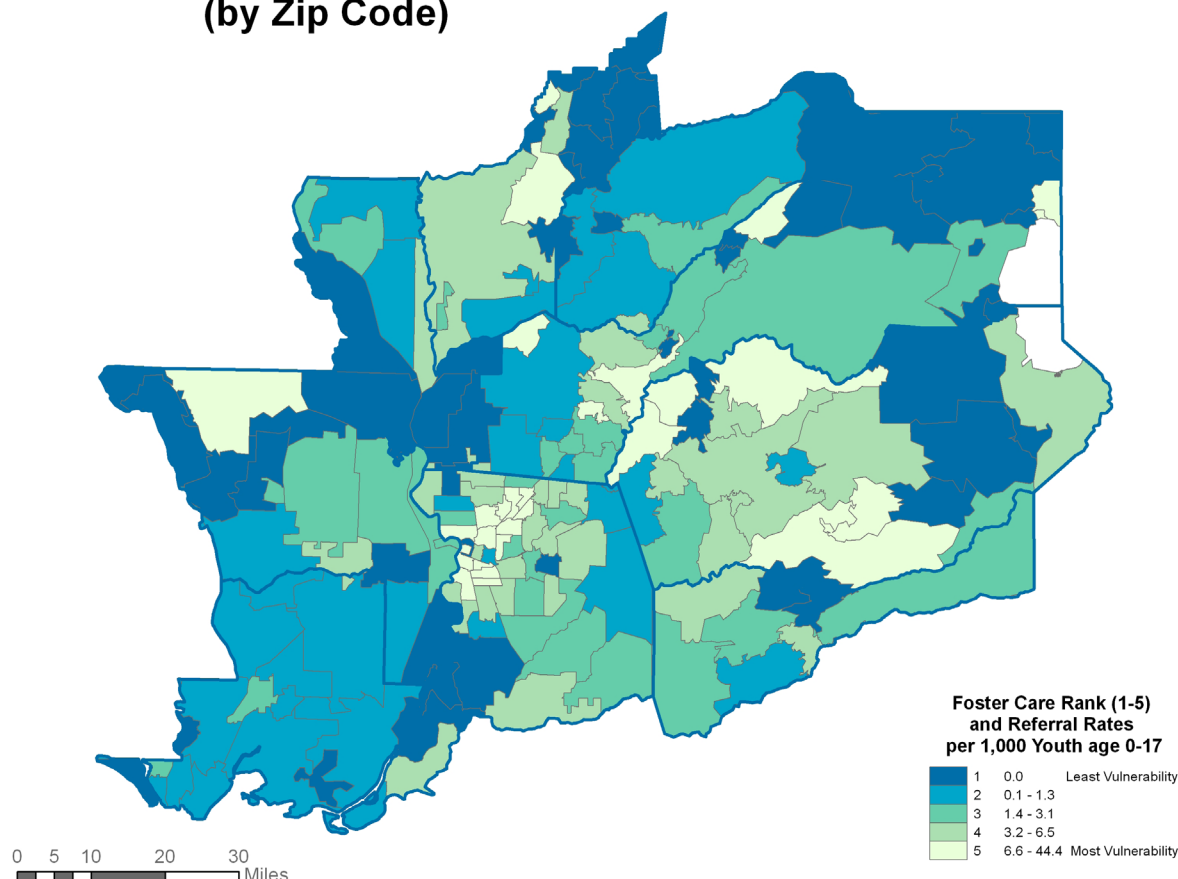 (by Zip Code)
Foster Care Rank (1-5)
and Referral Rates
per 1,000 Youth age 0-17
1 0.0 Least Vulnerability
2 0.1 - 1.3
3 1.4 - 3.1
4 3.2 - 6.5
5 6.6 - 44.4 Most Vulnerability
0 5 10 20 30
Miles